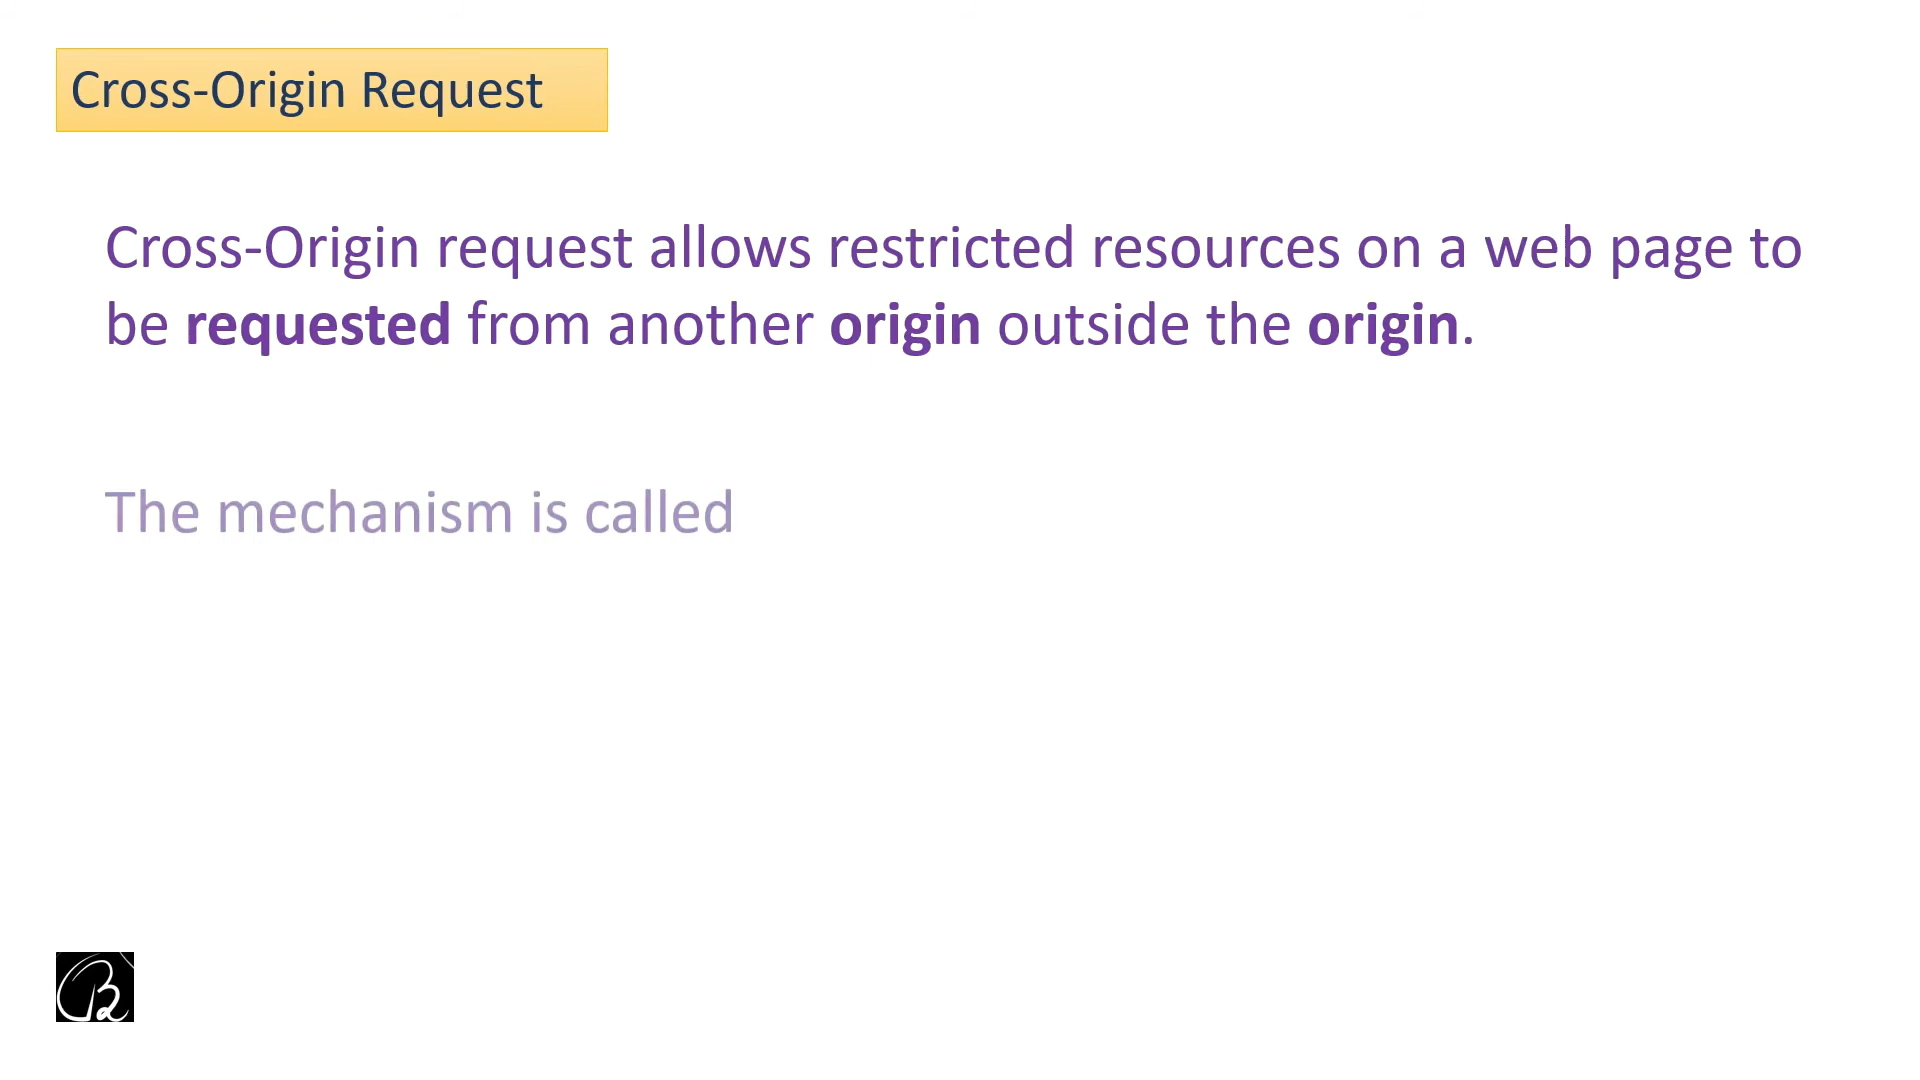 Cross-Origin Request
Cross-Origin request allows restricted resources on a web page to
be requested from another origin outside the origin.
The mechanism is called